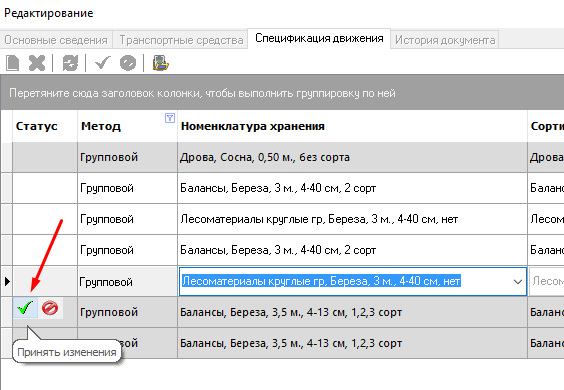 Редактирование
Основные сведения Транспортные средства Спецификация движения История документа
Перетяните сюда заголовок колонки, чтобы выполнить группировку по ней
Статус Метод Номенклатура хранения Сорти
Групповой Дрова, Сосна, 0,50 м., без сорта Дрова
Групповой Балансы, Береза, 3 м., 4-40 см, 2 сорт Баланс
Групповой Лесоматериалы круглые гр, Береза, 3 м., 4-40 см, нет Лесом
Групповой Балансы, Береза, 3 м., 4-40 см, 2 сорт Баланс
Групповой Лесоматериалы круглые гр, Береза, 3 м., 4-40 см, нет Лесом
Групповой Балансы, Береза, 3,5 м., 4-13 см, 1,2,3 сорт Баланс
Групповой Балансы, Береза, 3,5 м., 4-13 см, 1,2,3 сорт Баланс
Принять изменения